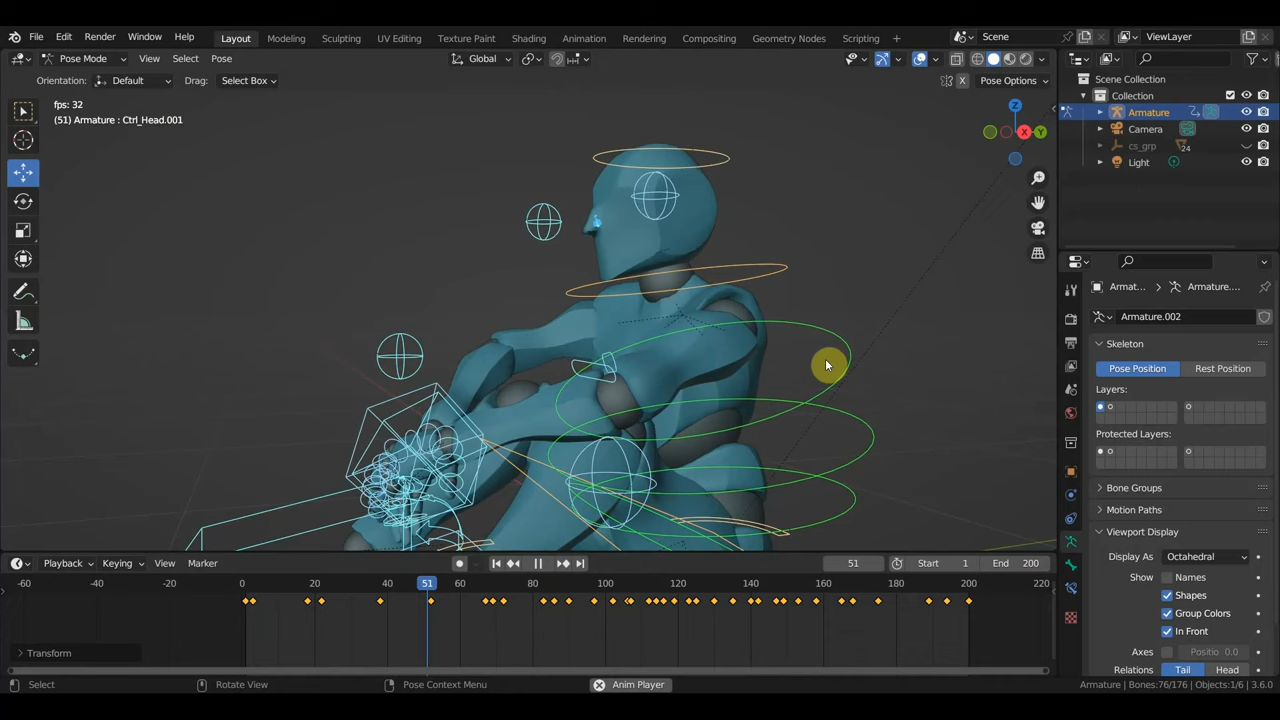 File Edit Render Window Help Layout Modeling Sculpting UV Editing Texture Paint Shading Animation Rendering Compositing Geometry Nodes Scripting + Scene ViewLayer
Pose Mode View Select Pose Global
Orientation: Default Drag: Select Box X Pose Options
fps: 32
(51) Armature : Ctrl_Head.001
Z
X
Y
Scene Collection
Collection
Armature
Camera
cs_grp 24
Light
Armat... Armature....
Armature.002
Skeleton
Pose Position Rest Position
Layers:
Protected Layers:
Bone Groups
Motion Paths
Viewport Display
Display As Octahedral
Show Names
Shapes
Group Colors
In Front
Axes Positio 0.0
Relations Tail Head
Playback Keying View Marker 51 Start 1 End 200
-60 -40 -20 0 20 40 51 60 80 100 120 140 160 180 200 220
Transform
Select Rotate View Pose Context Menu Anim Player Armature | Bones:76/176 | Objects:1/6 | 3.6.0